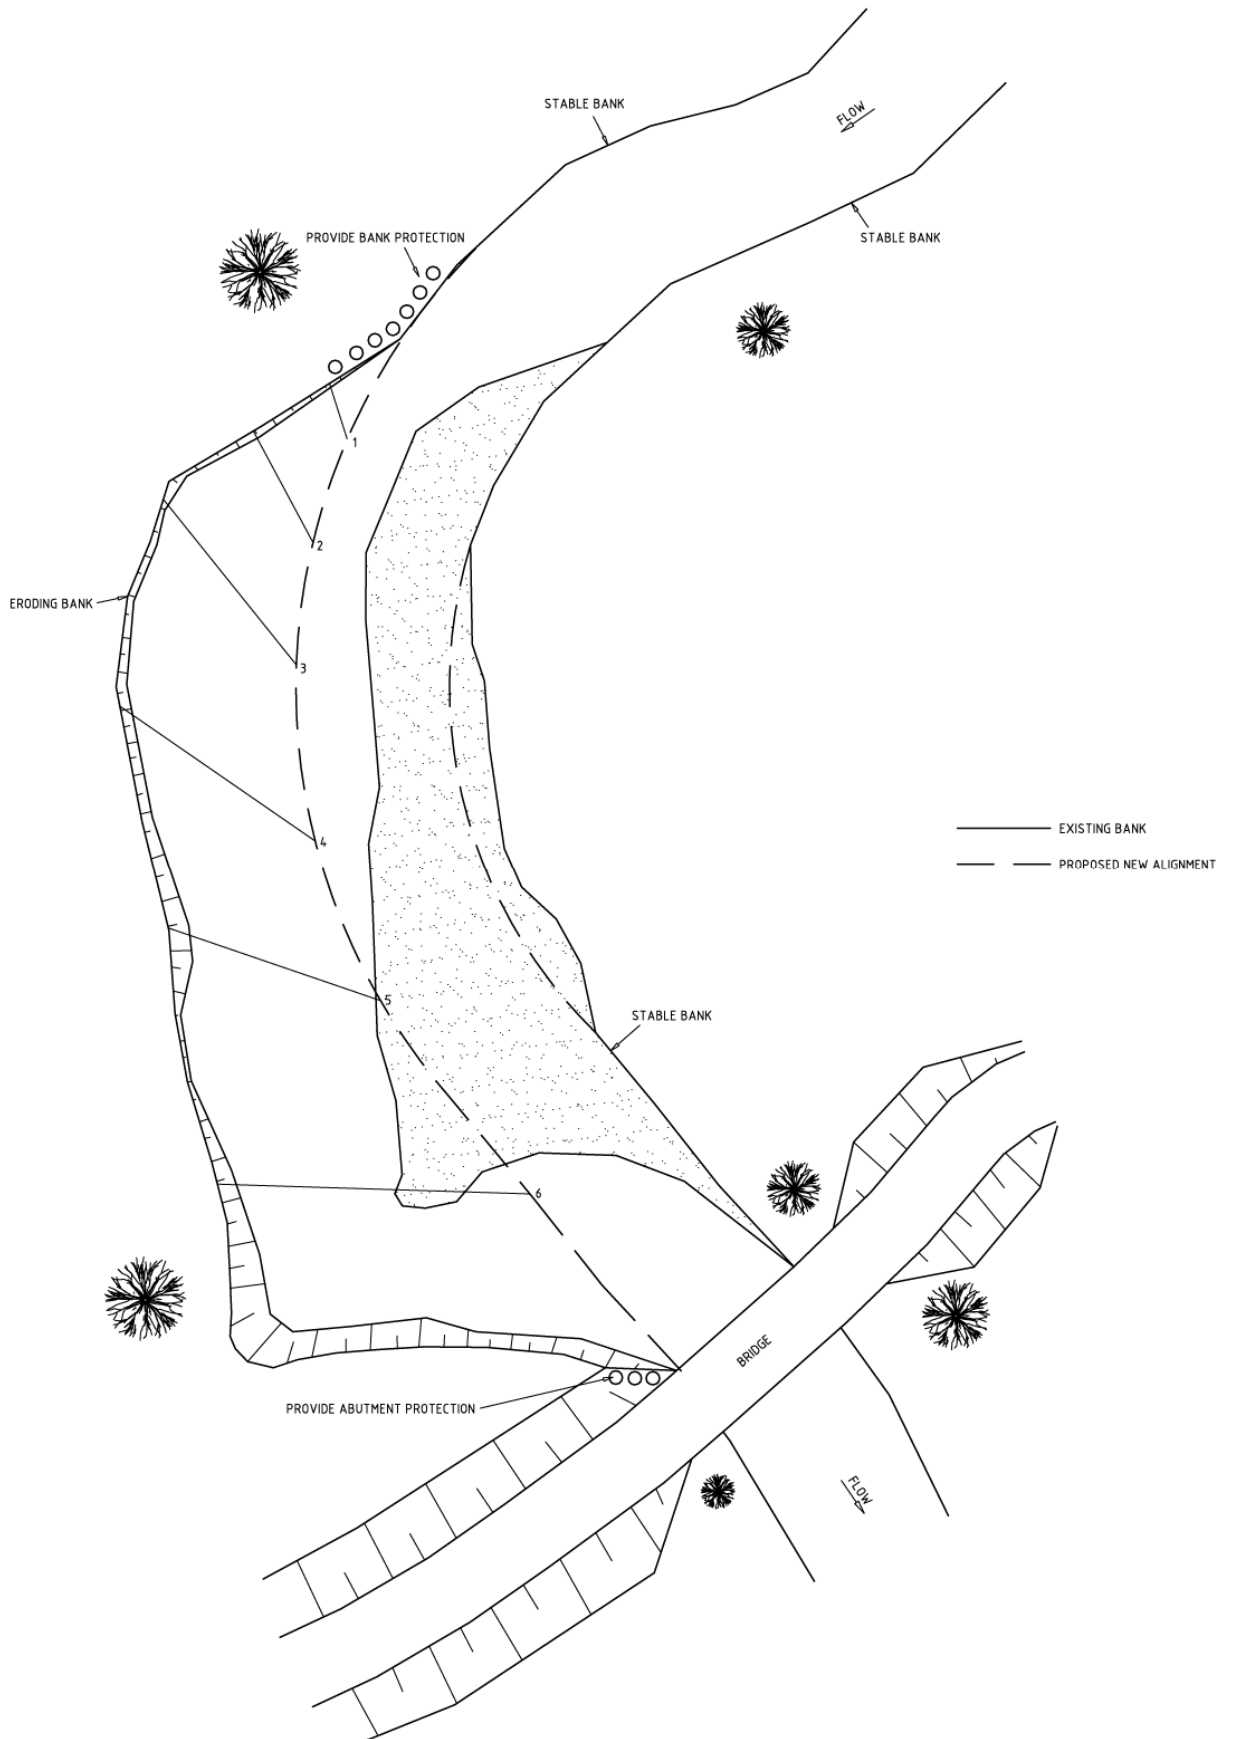 STABLE BANK
FLOW
PROVIDE BANK PROTECTION
STABLE BANK
1
2
ERODING BANK
3
EXISTING BANK
4
PROPOSED NEW ALIGNMENT
5
STABLE BANK
6
BRIDGE
PROVIDE ABUTMENT PROTECTION
FLOW